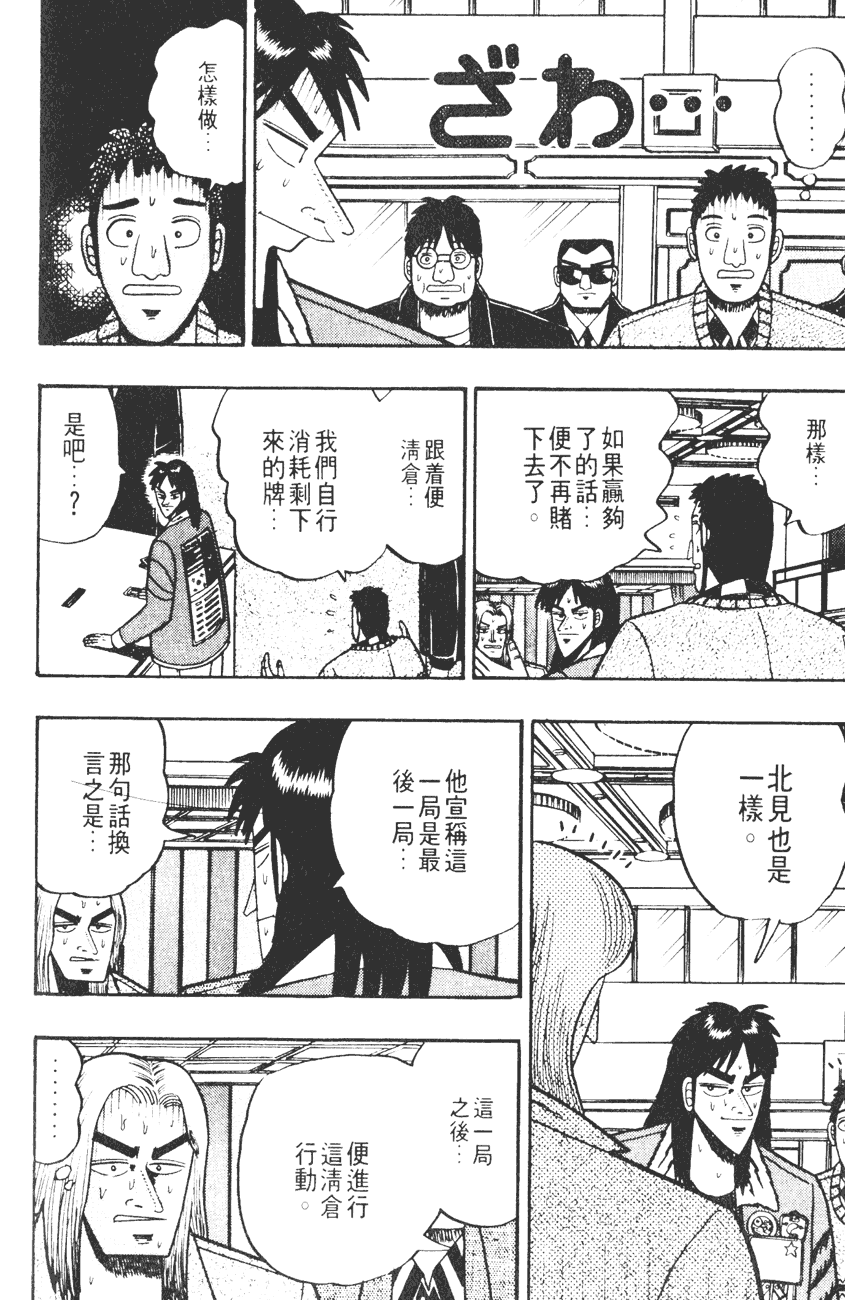 ………
ざわ…
怎樣做…
那樣…
如果贏夠
了的話…
便不再賭
下去了。
跟着便
清倉…
我們自行
消耗剩下
來的牌…
是吧…?
北見也是
一樣。
他宣稱這
一局是最
後一局…
那句話換
言之是…
這一局
之後…
便進行
這清倉
行動。
………